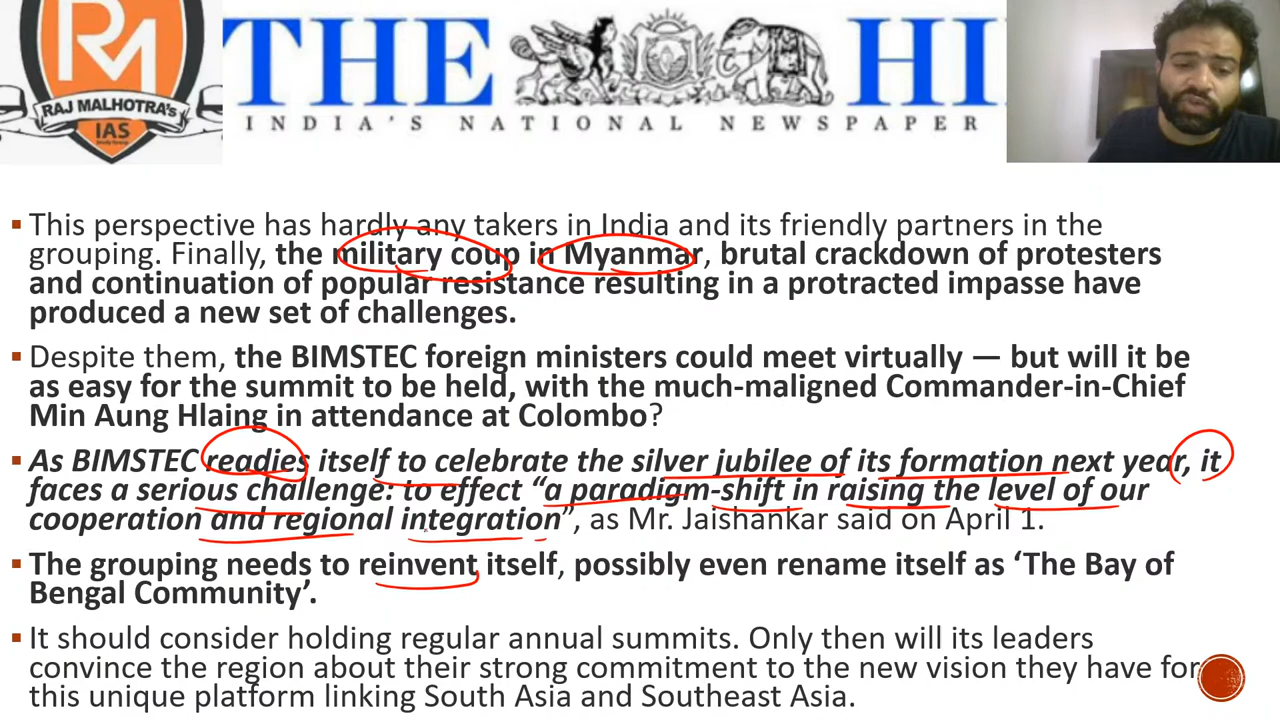 RM
RAJ MALHOTRA's
IAS
THE HI
INDIA'S NATIONAL NEWSPAPER
This perspective has hardly any takers in India and its friendly partners in the
grouping. Finally, the military coup in Myanmar, brutal crackdown of protesters
and continuation of popular resistance resulting in a protracted impasse have
produced a new set of challenges.
Despite them, the BIMSTEC foreign ministers could meet virtually — but will it be
as easy for the summit to be held, with the much-maligned Commander-in-Chief
Min Aung Hlaing in attendance at Colombo?
As BIMSTEC readies itself to celebrate the silver jubilee of its formation next year, it
faces a serious challenge: to effect “a paradigm-shift in raising the level of our
cooperation and regional integration”, as Mr. Jaishankar said on April 1.
The grouping needs to reinvent itself, possibly even rename itself as ‘The Bay of
Bengal Community’.
It should consider holding regular annual summits. Only then will its leaders
convince the region about their strong commitment to the new vision they have for
this unique platform linking South Asia and Southeast Asia.